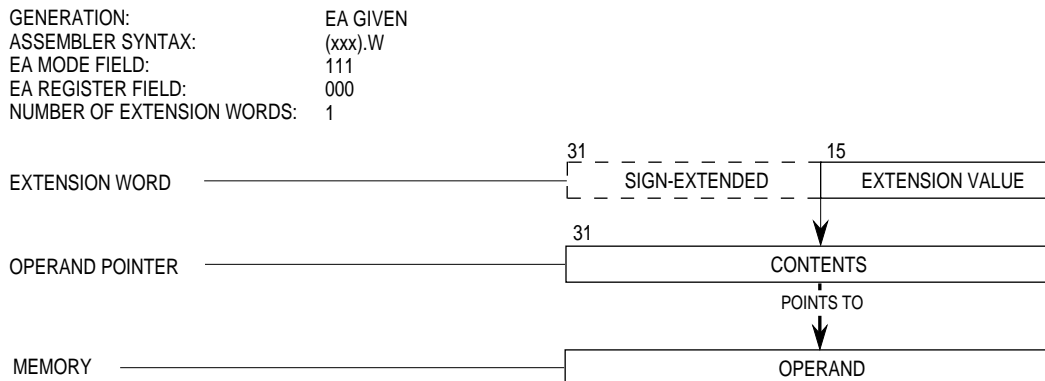 GENERATION: EA GIVEN
ASSEMBLER SYNTAX: (xxx).W
EA MODE FIELD: 111
EA REGISTER FIELD: 000
NUMBER OF EXTENSION WORDS: 1
31 15
EXTENSION WORD SIGN-EXTENDED EXTENSION VALUE
31
OPERAND POINTER CONTENTS
POINTS TO
MEMORY OPERAND